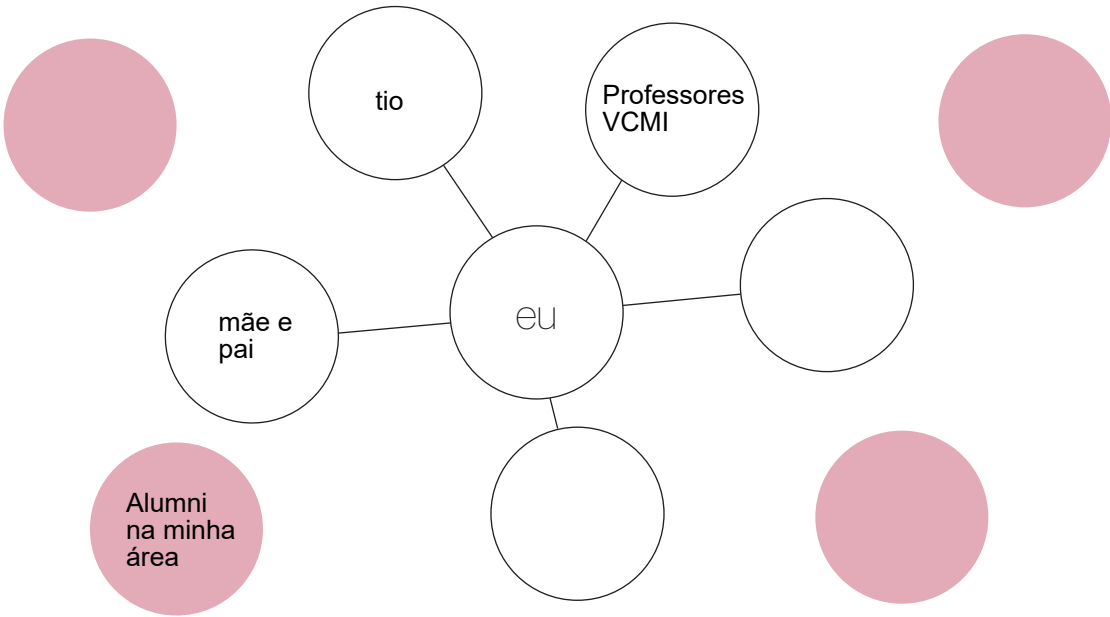 tio
Professores
VCMI
eu
mãe e
pai
Alumni
na minha
área